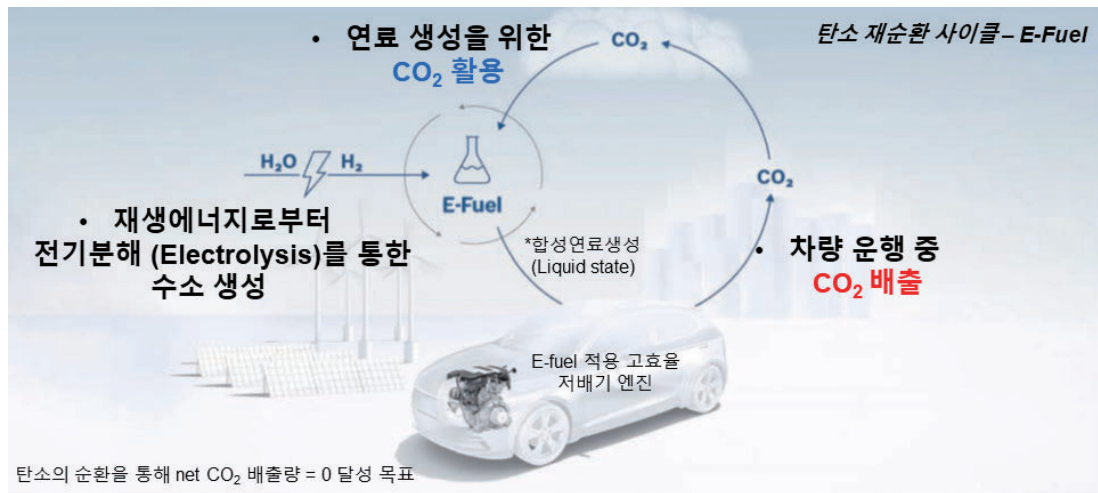 탄소 재순환 사이클 – E-Fuel
• 연료 생성을 위한
CO₂ 활용
CO₂
H₂O
H₂
E-Fuel
CO₂
• 재생에너지로부터
전기분해 (Electrolysis)를 통한
수소 생성
*합성연료생성
(Liquid state)
• 차량 운행 중
CO₂ 배출
E-fuel 적용 고효율
저배기 엔진
탄소의 순환을 통해 net CO₂ 배출량 = 0 달성 목표